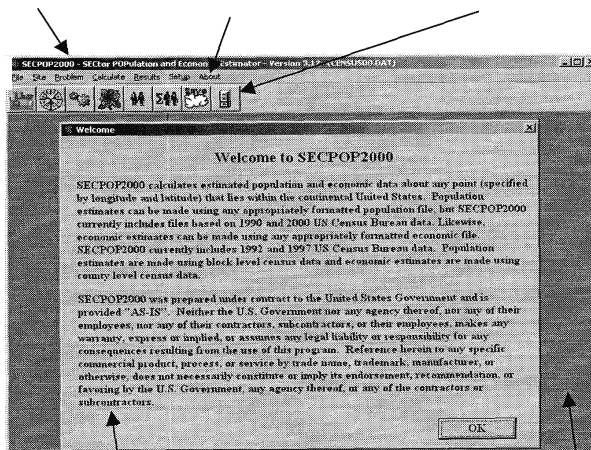 SECPOP2000 - SECtor POPulation and Economic Estimator - Version 3.12 (CENSUS00.DAT)
File Site Problem Calculate Results Setup About
Welcome
Welcome to SECPOP2000
SECPOP2000 calculates estimated population and economic data about any point (specified
by longitude and latitude) that lies within the continental United States. Population
estimates can be made using any appropriately formatted population file, but SECPOP2000
currently includes files based on 1990 and 2000 US Census Bureau data. Likewise,
economic estimates can be made using any appropriately formatted economic file.
SECPOP2000 currently includes 1992 and 1997 US Census Bureau data. Population
estimates are made using block level census data and economic estimates are made using
county level census data.
SECPOP2000 was prepared under contract to the United States Government and is
provided "AS-IS". Neither the U.S. Government nor any agency thereof, nor any of their
employees, nor any of their contractors, subcontractors, or their employees, makes any
warranty, express or implied, or assumes any legal liability or responsibility for any
consequences resulting from the use of this program. Reference herein to any specific
commercial product, process, or service by trade name, trademark, manufacturer, or
otherwise, does not necessarily constitute or imply its endorsement, recommendation, or
favoring by the U.S. Government, any agency thereof, or any of the contractors or
subcontractors.
OK